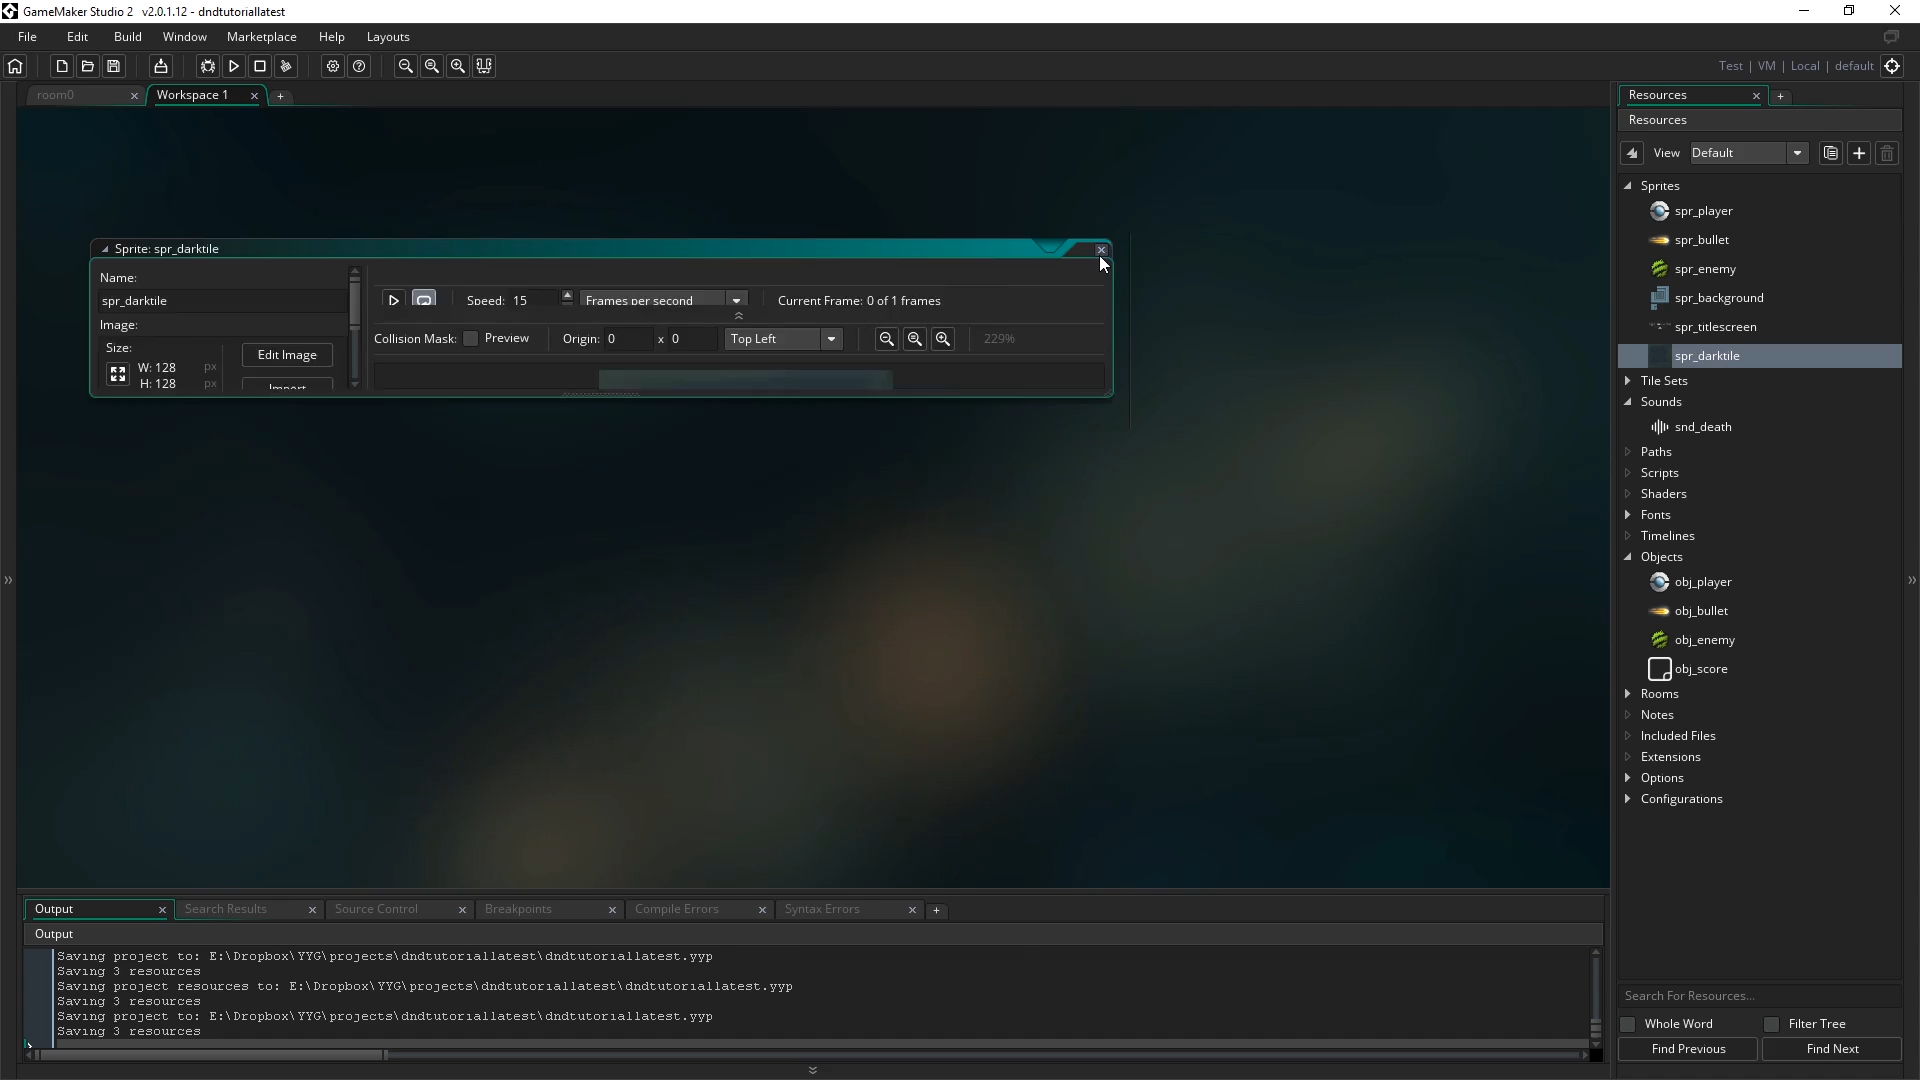 GameMaker Studio 2 v2.0.1.12 - dndtutoriallatest
File Edit Build Window Marketplace Help Layouts
Test | VM | Local | default
room0 Workspace 1
Resources
Resources
View Default
Sprites
spr_player
spr_bullet
spr_enemy
spr_background
spr_titlescreen
spr_darktile
Tile Sets
Sounds
snd_death
Paths
Scripts
Shaders
Fonts
Timelines
Objects
obj_player
obj_bullet
obj_enemy
obj_score
Rooms
Notes
Included Files
Extensions
Options
Configurations
Search For Resources...
Whole Word Filter Tree
Find Previous Find Next
Sprite: spr_darktile
Name:
spr_darktile
Image:
Size:
W: 128 px
H: 128 px
Edit Image
Import
Speed: 15 Frames per second Current Frame: 0 of 1 frames
Collision Mask: Preview Origin: 0 x 0 Top Left 229%
Output Search Results Source Control Breakpoints Compile Errors Syntax Errors
Output
Saving project to: E:\Dropbox\YYG\projects\dndtutoriallatest\dndtutoriallatest.yyp
Saving 3 resources
Saving project resources to: E:\Dropbox\YYG\projects\dndtutoriallatest\dndtutoriallatest.yyp
Saving 3 resources
Saving project to: E:\Dropbox\YYG\projects\dndtutoriallatest\dndtutoriallatest.yyp
Saving 3 resources